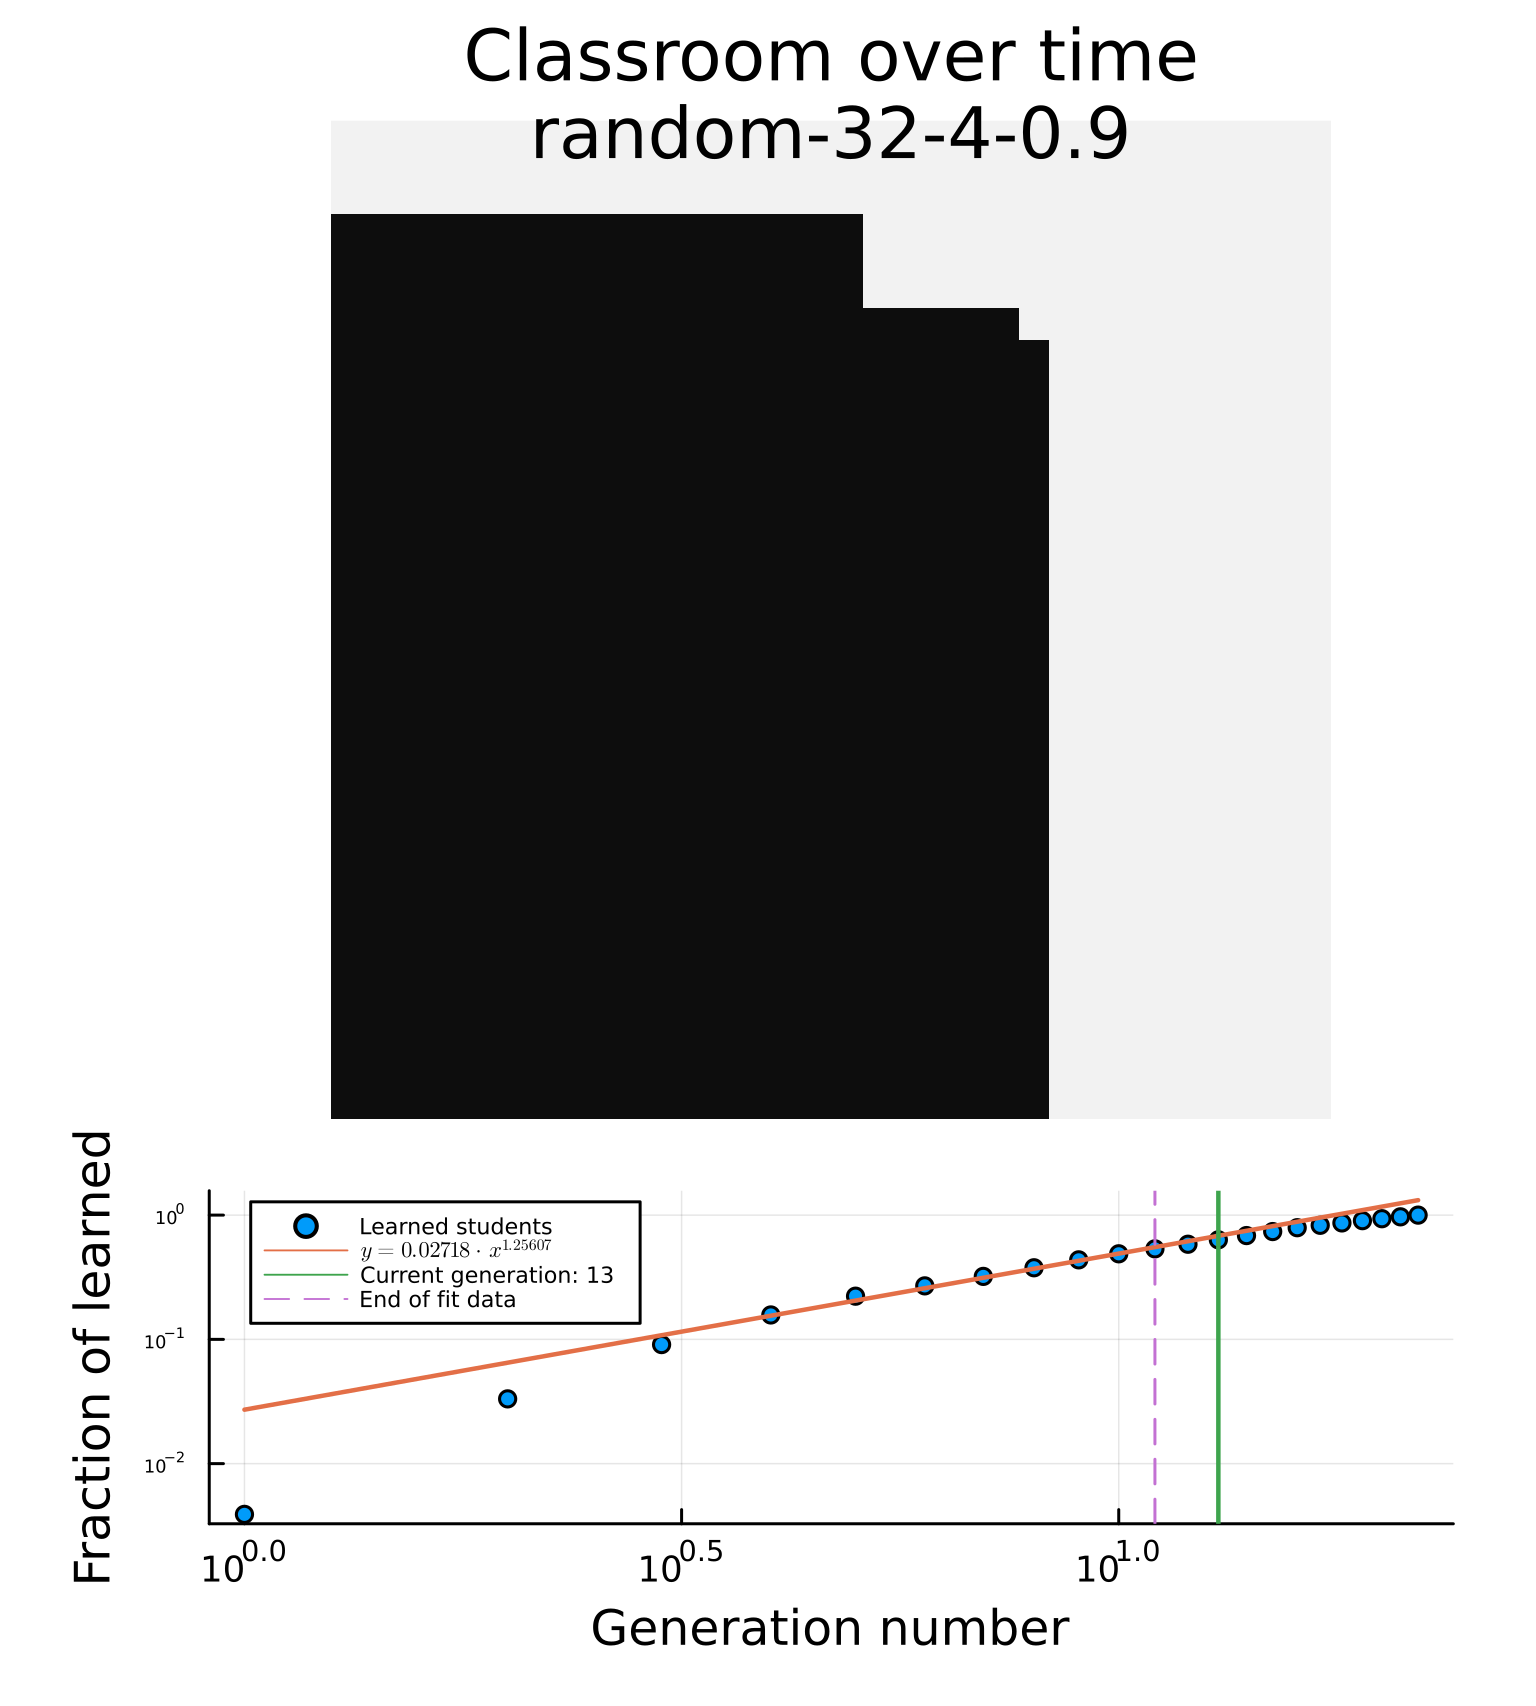 Classroom over time
random-32-4-0.9
Fraction of learned
10^0
10^−1
10^−2
Learned students
y = 0.02718 · x^1.25607
Current generation: 13
End of fit data
10^0.0
10^0.5
10^1.0
Generation number